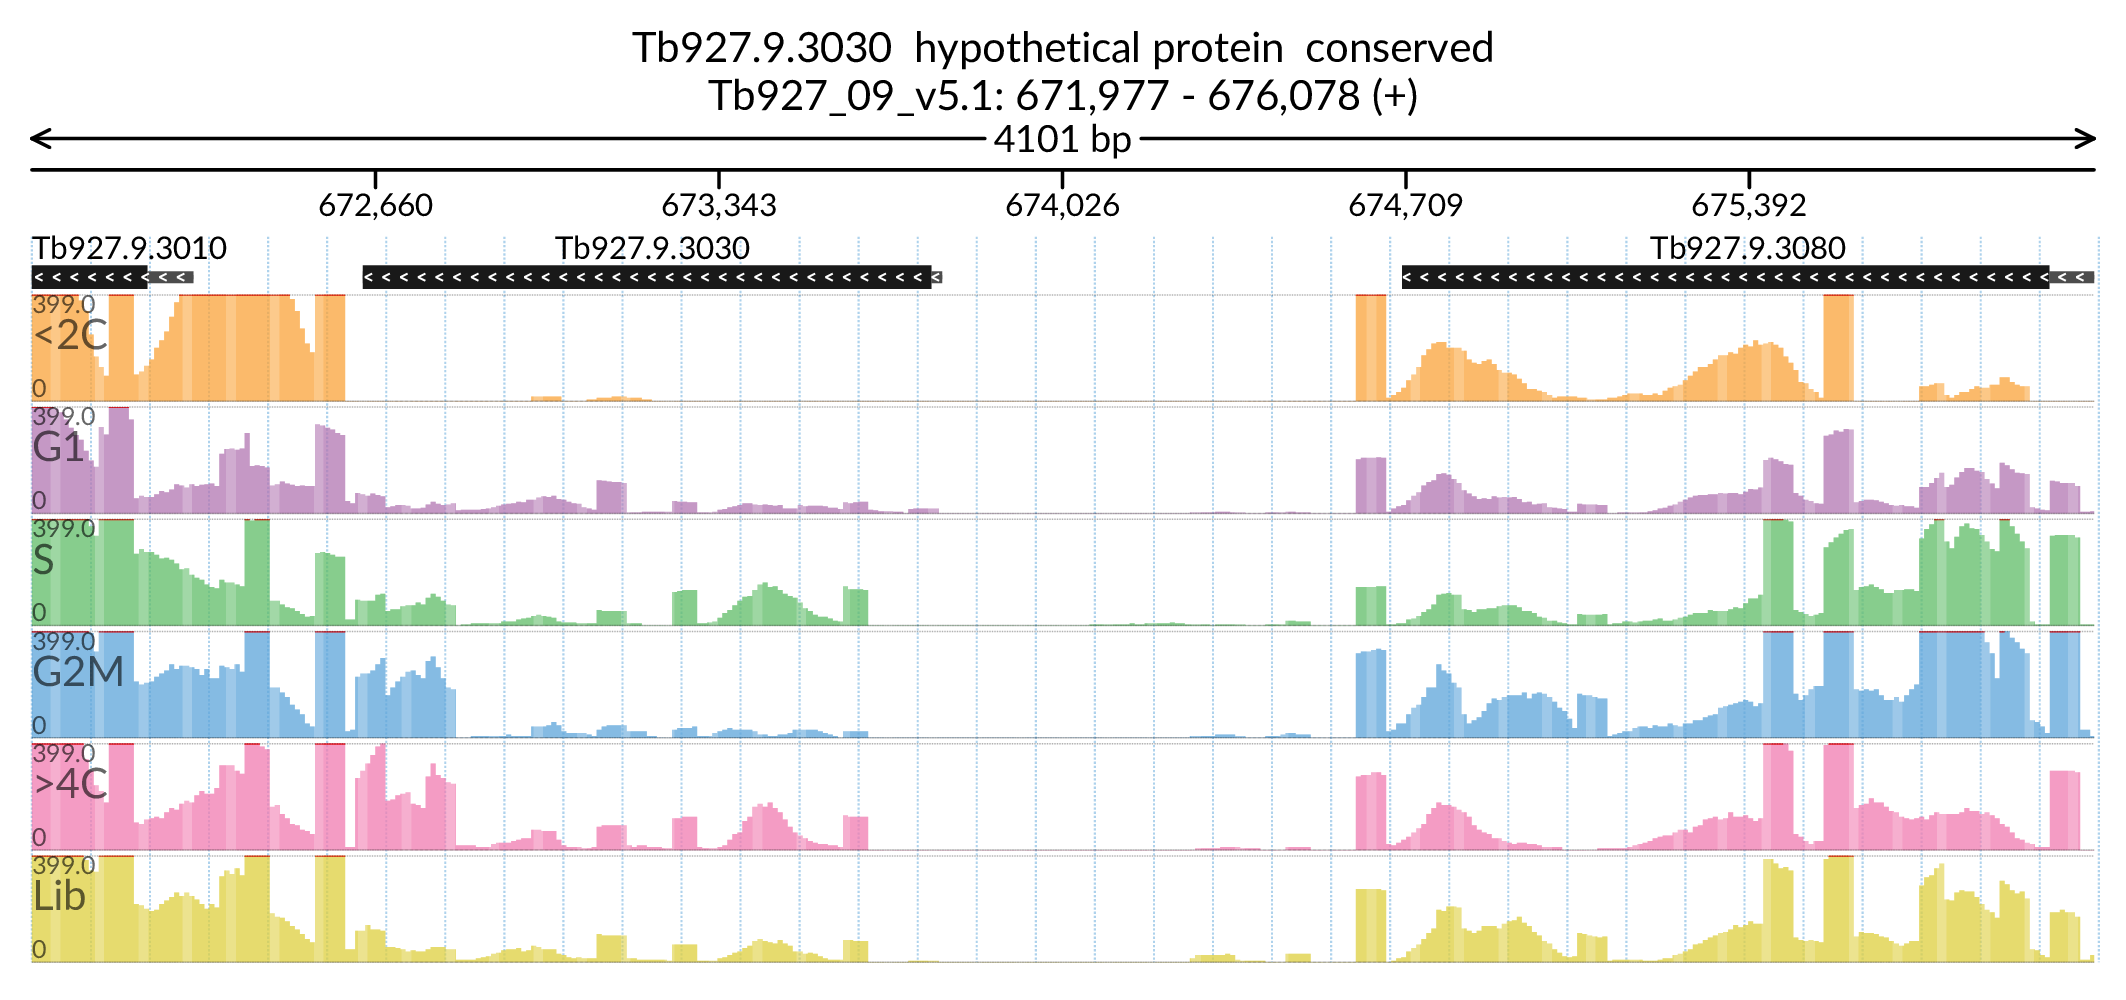 Tb927.9.3030  hypothetical protein  conserved
Tb927_09_v5.1: 671,977 - 676,078 (+)
4101 bp
672,660 673,343 674,026 674,709 675,392
Tb927.9.3010 Tb927.9.3030 Tb927.9.3080
399.0
<2C
0
399.0
G1
0
399.0
S
0
399.0
G2M
0
399.0
>4C
0
399.0
Lib
0